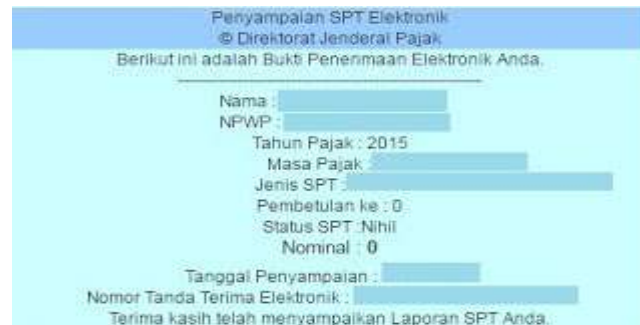 Penyampaian SPT Elektronik
© Direktorat Jenderal Pajak
Berikut ini adalah Bukti Penerimaan Elektronik Anda.
Nama :
NPWP :
Tahun Pajak : 2015
Masa Pajak :
Jenis SPT :
Pembetulan ke : 0
Status SPT :Nihil
Nominal : 0
Tanggal Penyampaian :
Nomor Tanda Terima Elektronik :
Terima kasih telah menyampaikan Laporan SPT Anda.